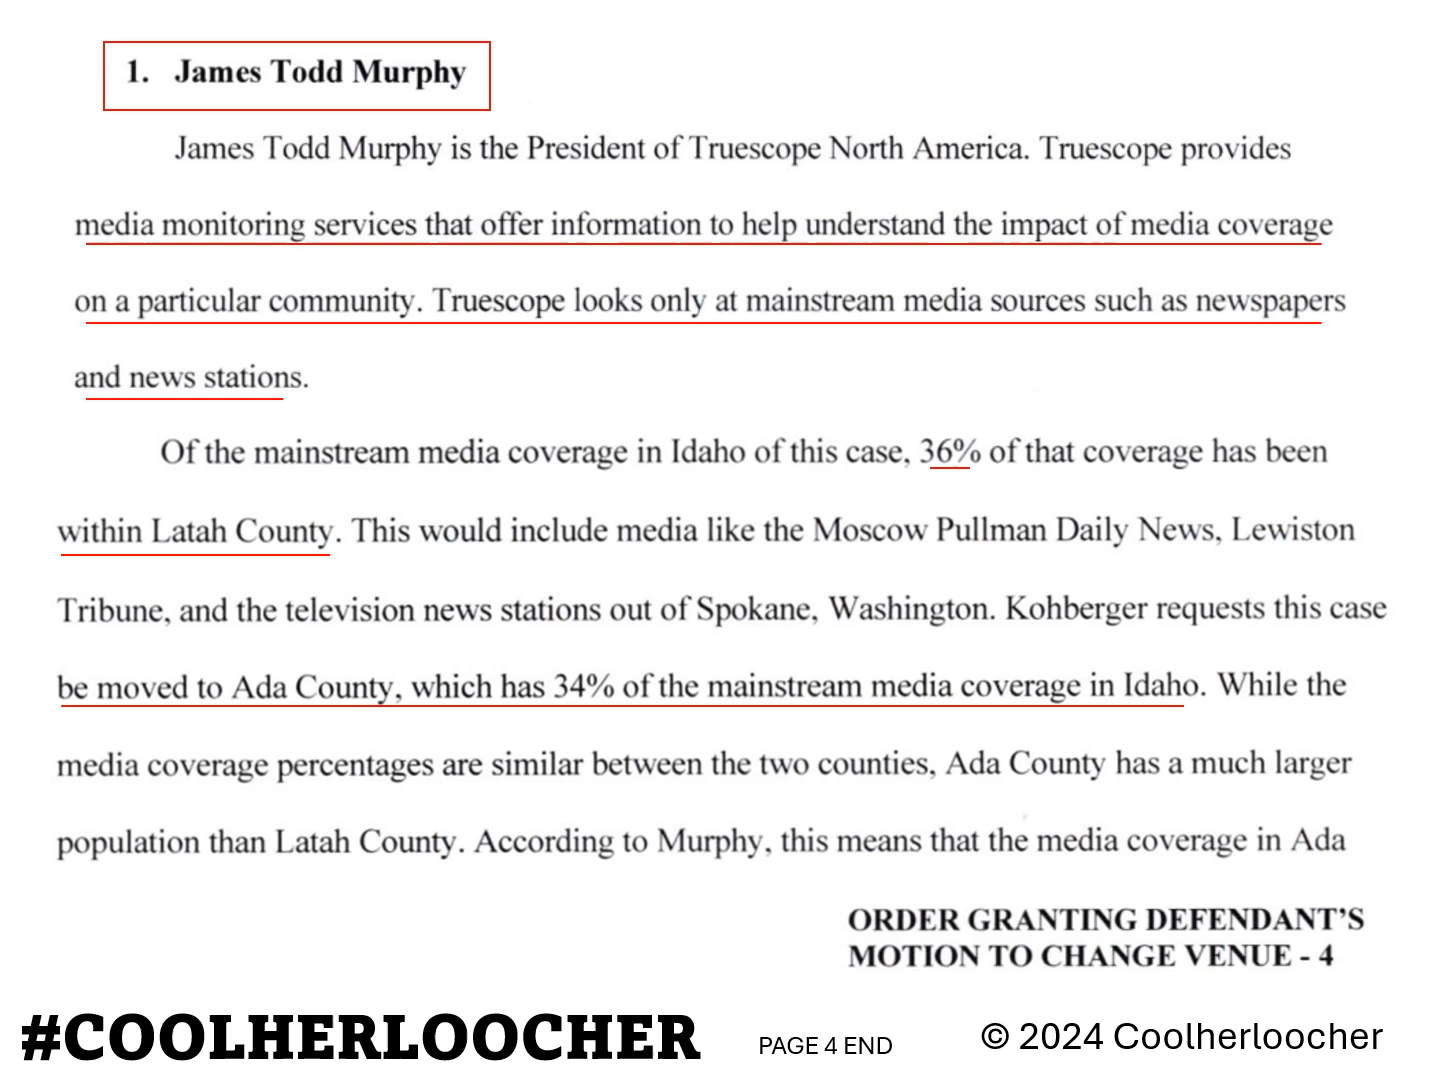 1. James Todd Murphy
James Todd Murphy is the President of Truescope North America. Truescope provides
media monitoring services that offer information to help understand the impact of media coverage
on a particular community. Truescope looks only at mainstream media sources such as newspapers
and news stations.
Of the mainstream media coverage in Idaho of this case, 36% of that coverage has been
within Latah County. This would include media like the Moscow Pullman Daily News, Lewiston
Tribune, and the television news stations out of Spokane, Washington. Kohberger requests this case
be moved to Ada County, which has 34% of the mainstream media coverage in Idaho. While the
media coverage percentages are similar between the two counties, Ada County has a much larger
population than Latah County. According to Murphy, this means that the media coverage in Ada
ORDER GRANTING DEFENDANT'S
MOTION TO CHANGE VENUE - 4
#COOLHERLOOCHER
PAGE 4 END
© 2024 Coolherloocher